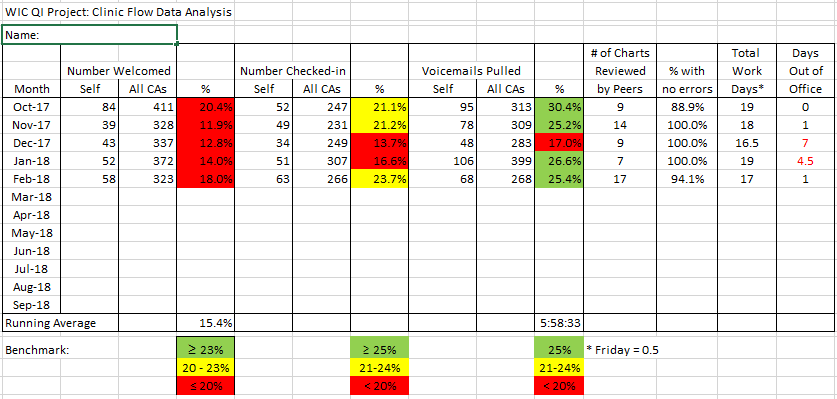 WIC QI Project: Clinic Flow Data Analysis
Name:
# of Charts Total Days
Number Welcomed Number Checked-in Voicemails Pulled Reviewed % with Work Out of
Month Self All CAs % Self All CAs % Self All CAs % by Peers no errors Days* Office
Oct-17 84 411 20.4% 52 247 21.1% 95 313 30.4% 9 88.9% 19 0
Nov-17 39 328 11.9% 49 231 21.2% 78 309 25.2% 14 100.0% 18 1
Dec-17 43 337 12.8% 34 249 13.7% 48 283 17.0% 9 100.0% 16.5 7
Jan-18 52 372 14.0% 51 307 16.6% 106 399 26.6% 7 100.0% 19 4.5
Feb-18 58 323 18.0% 63 266 23.7% 68 268 25.4% 17 94.1% 17 1
Mar-18
Apr-18
May-18
Jun-18
Jul-18
Aug-18
Sep-18
Running Average 15.4% 5:58:33
Benchmark: ≥ 23% ≥ 25% 25% * Friday = 0.5
20 - 23% 21-24% 21-24%
≤ 20% < 20% < 20%